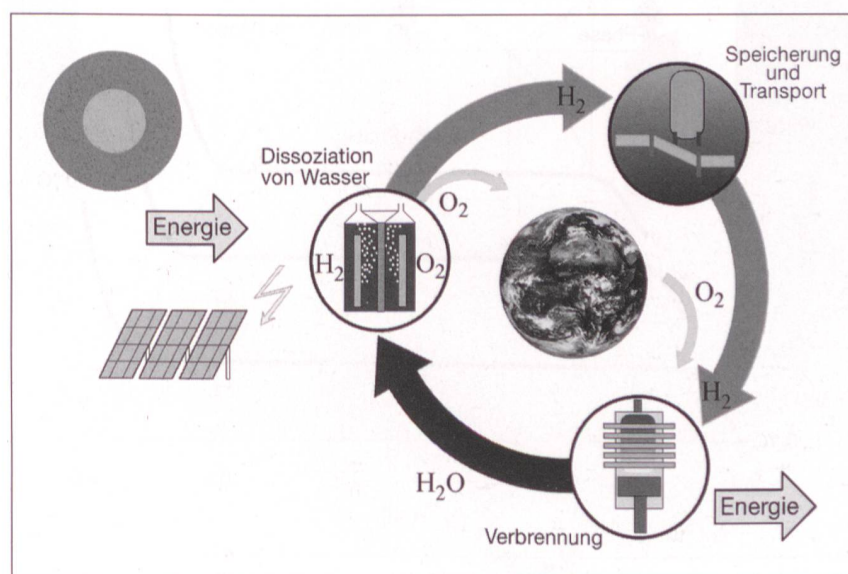 Speicherung
und
Transport
H₂
Dissoziation
von Wasser
O₂
Energie
H₂
O₂
O₂
H₂
H₂O
Energie
Verbrennung